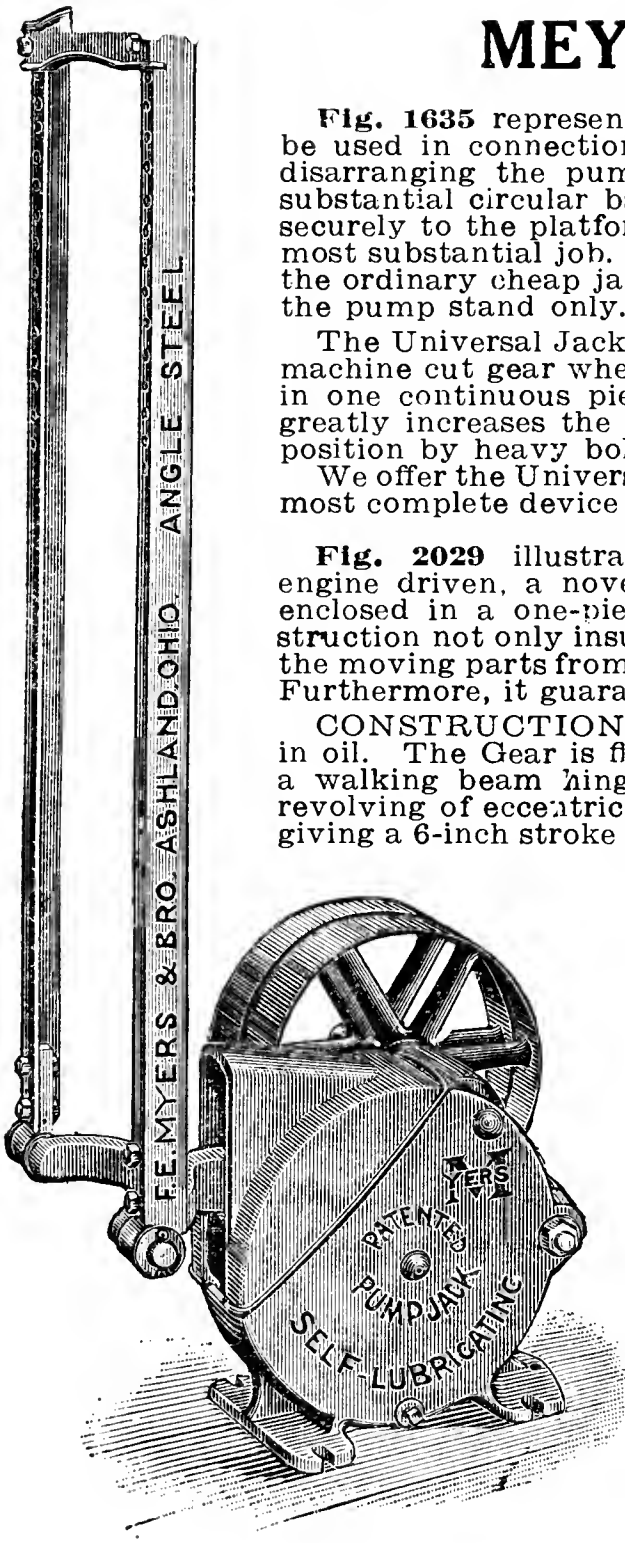 MEY
Fig. 1635 represen
be used in connection
disarranging the pum
substantial circular b
securely to the platfor
most substantial job.
the ordinary cheap ja
the pump stand only.
The Universal Jack
machine cut gear whe
in one continuous pie
greatly increases the
position by heavy bol
We offer the Univers
most complete device
Fig. 2029 illustra
engine driven, a nove
enclosed in a one-pie
struction not only insu
the moving parts from
Furthermore, it guara
CONSTRUCTION
in oil. The Gear is fl
a walking beam hing
revolving of eccentric
giving a 6-inch stroke
F.E. MYERS & BRO. ASHLAND, OHIO. ANGLE STEEL
MYERS
PATENTED
PUMP JACK
SELF-LUBRICATING